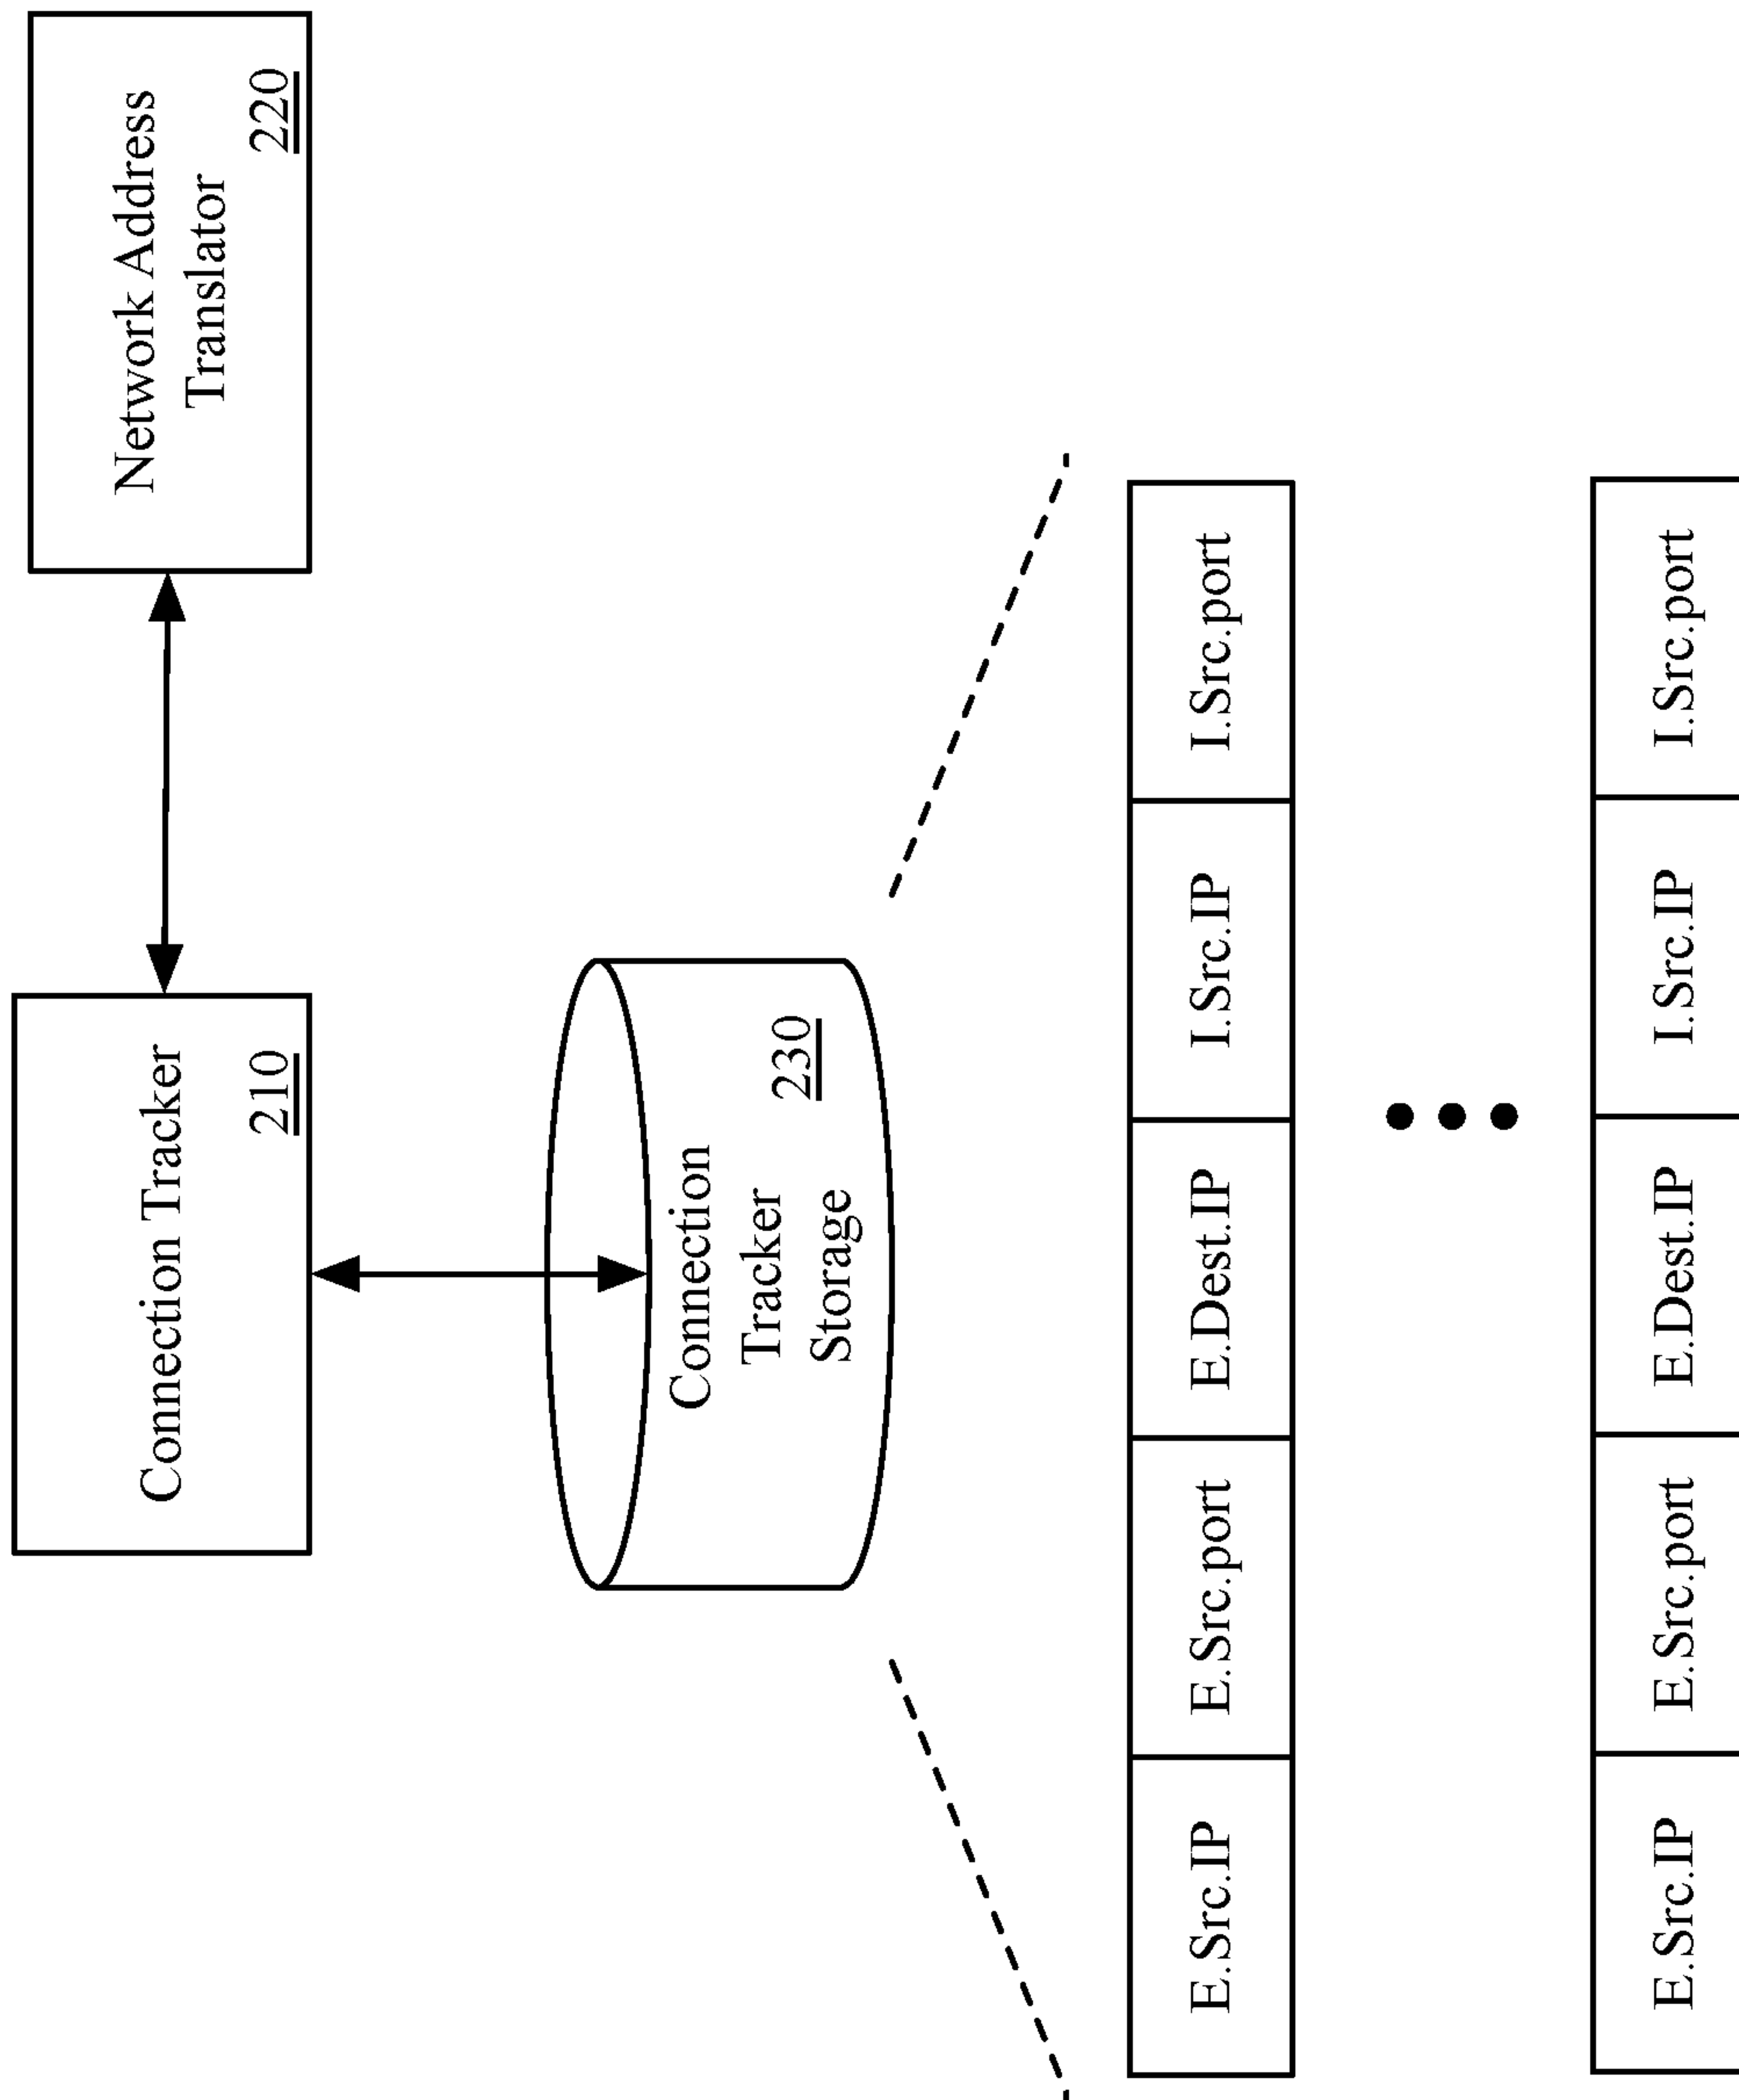 Connection Tracker
210
Network Address
Translator
220
Connection
Tracker
Storage
230
E.Src.IP
E.Src.port
E.Dest.IP
I.Src.IP
I.Src.port
E.Src.IP
E.Src.port
E.Dest.IP
I.Src.IP
I.Src.port